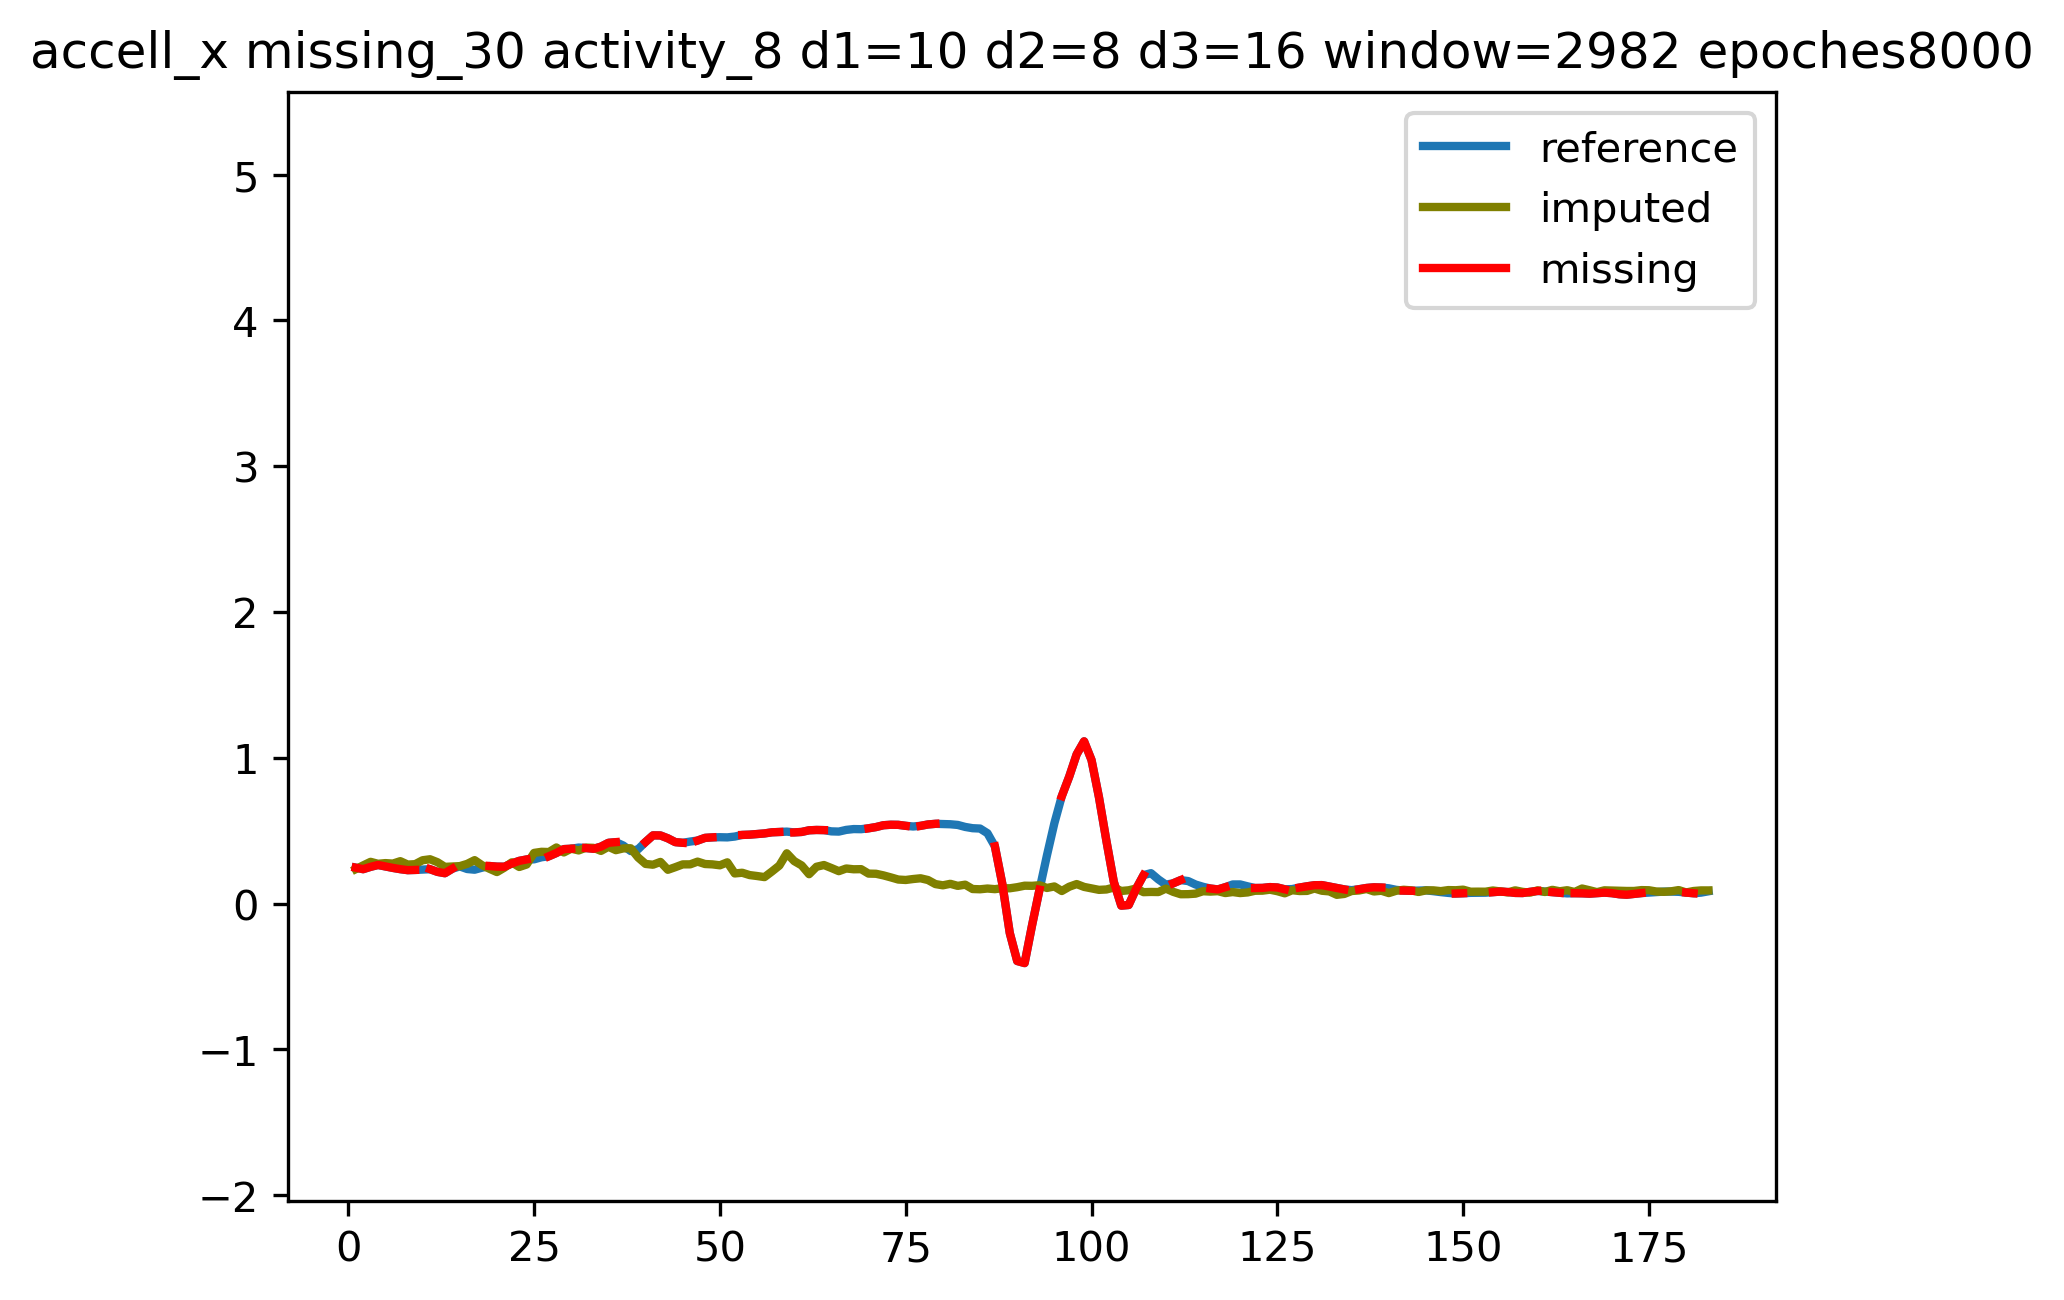 accell_x missing_30 activity_8 d1=10 d2=8 d3=16 window=2982 epoches8000
reference
imputed
missing
5
4
3
2
1
0
−1
−2
0 25 50 75 100 125 150 175